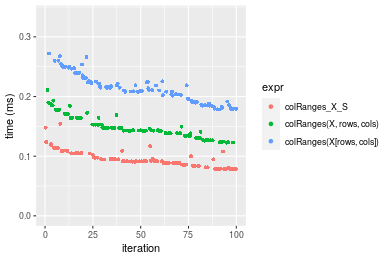 0.3
0.2
0.1
0.0
time (ms)
0
25
50
75
100
iteration
expr
colRanges_X_S
colRanges(X, rows, cols)
colRanges(X[rows, cols])